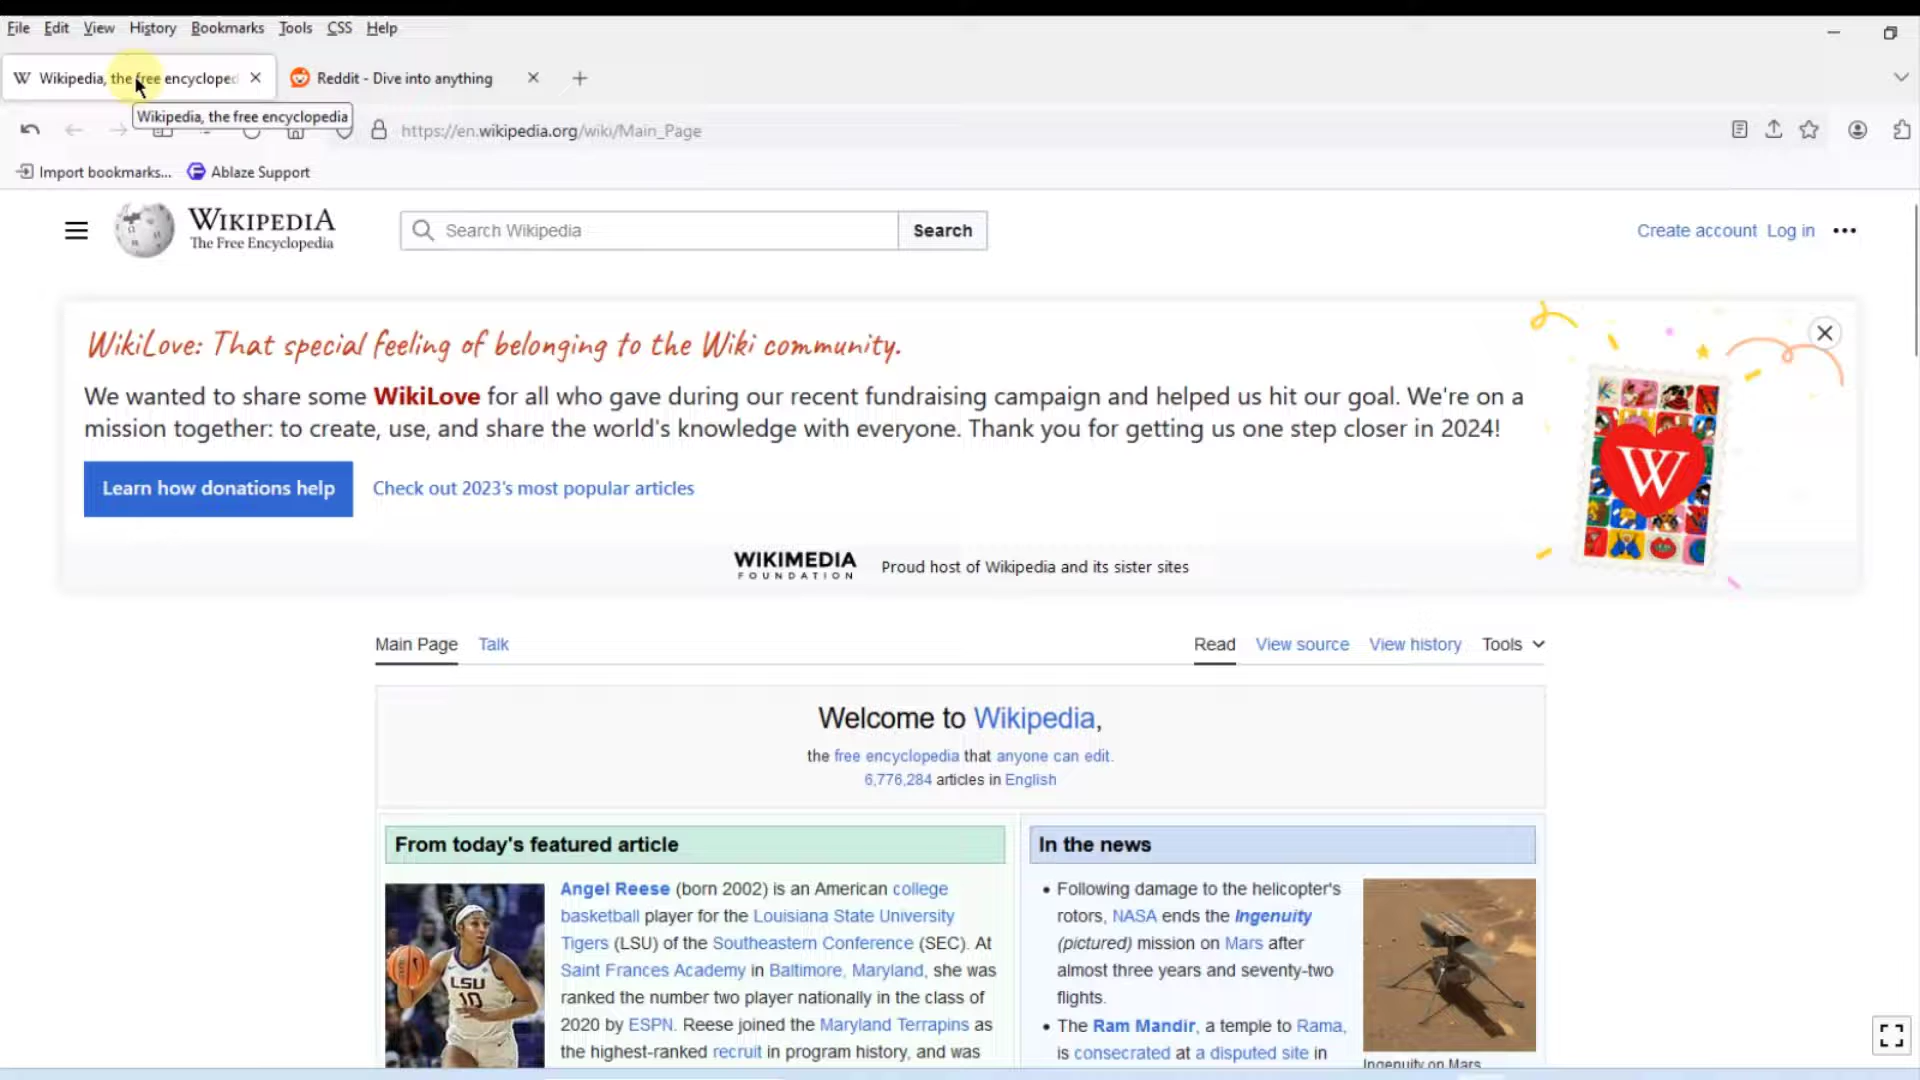 File Edit View History Bookmarks Tools CSS Help
Wikipedia, the free encycloped
Reddit - Dive into anything
Wikipedia, the free encyclopedia
https://en.wikipedia.org/wiki/Main_Page
Import bookmarks... Ablaze Support
WIKIPEDIA
The Free Encyclopedia
Search Wikipedia
Search
Create account Log in
WikiLove: That special feeling of belonging to the Wiki community.
We wanted to share some WikiLove for all who gave during our recent fundraising campaign and helped us hit our goal. We're on a
mission together: to create, use, and share the world's knowledge with everyone. Thank you for getting us one step closer in 2024!
W
Learn how donations help
Check out 2023's most popular articles
WIKIMEDIA
FOUNDATION
Proud host of Wikipedia and its sister sites
Main Page Talk
Read View source View history Tools
Welcome to Wikipedia,
the free encyclopedia that anyone can edit.
6,776,284 articles in English
From today's featured article
Angel Reese (born 2002) is an American college
basketball player for the Louisiana State University
Tigers (LSU) of the Southeastern Conference (SEC). At
Saint Frances Academy in Baltimore, Maryland, she was
ranked the number two player nationally in the class of
2020 by ESPN. Reese joined the Maryland Terrapins as
the highest-ranked recruit in program history, and was
LSU
10
In the news
• Following damage to the helicopter's
rotors, NASA ends the Ingenuity
(pictured) mission on Mars after
almost three years and seventy-two
flights.
• The Ram Mandir, a temple to Rama,
is consecrated at a disputed site in
Ingenuity on Mars